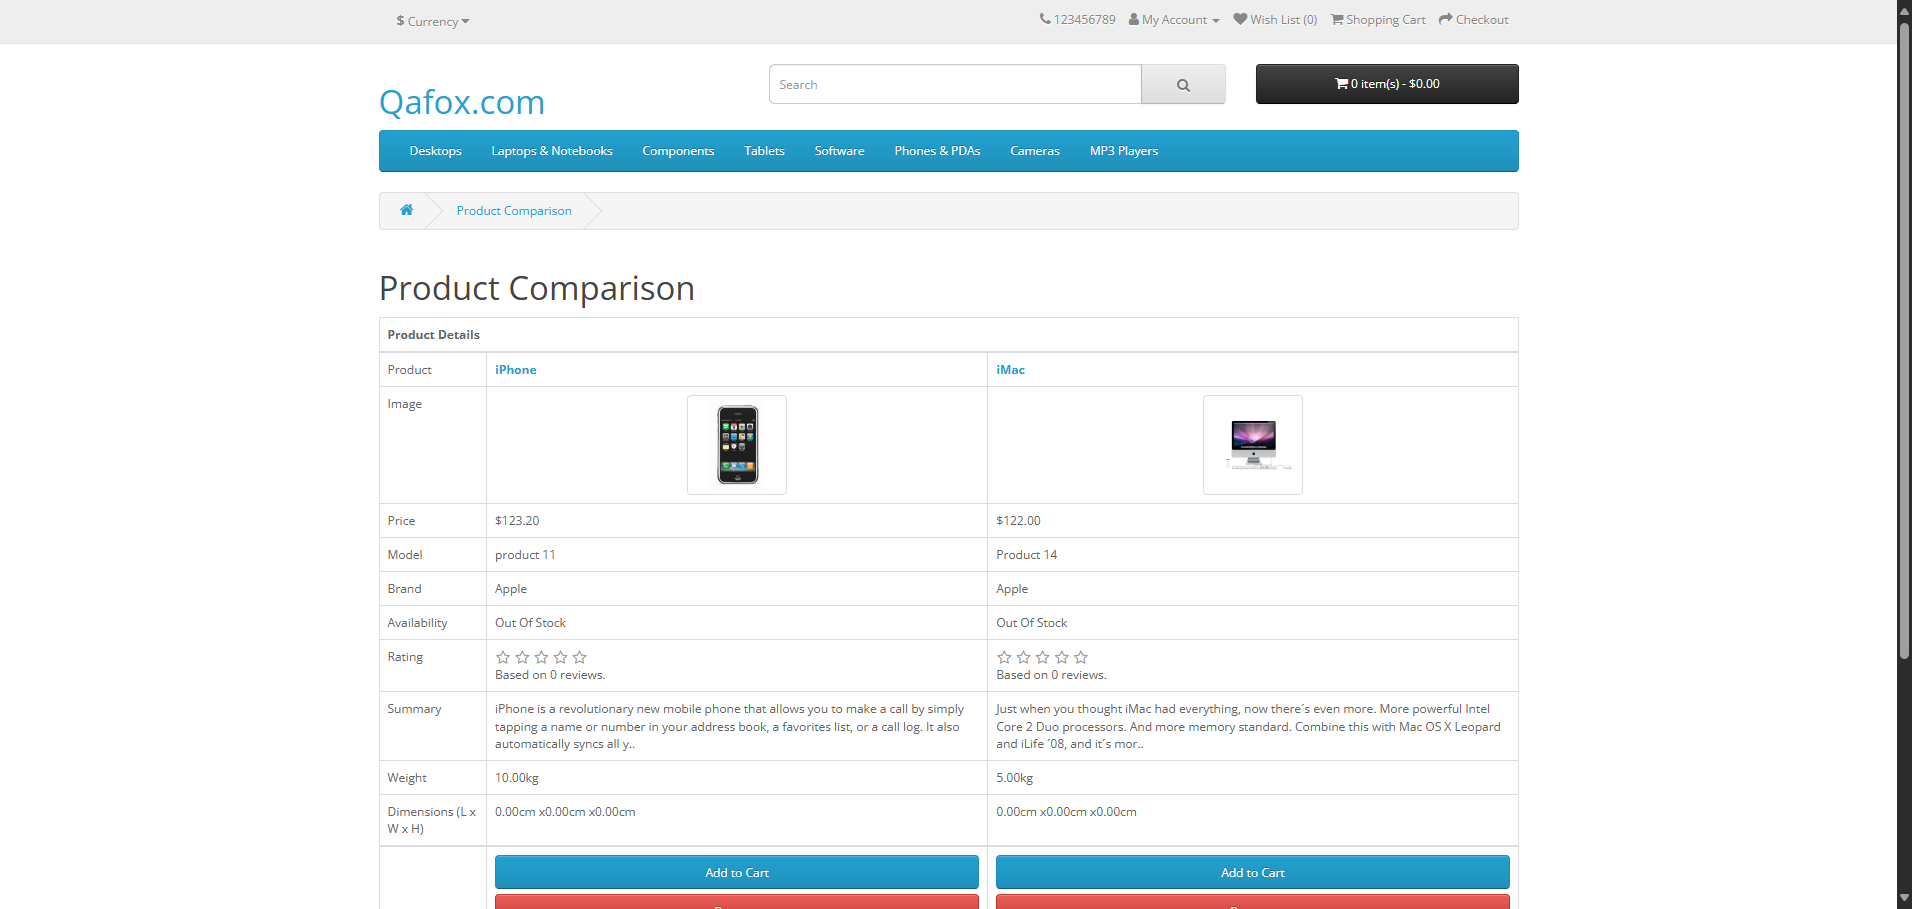 $ Currency
123456789 My Account Wish List (0) Shopping Cart Checkout
Qafox.com
Search
0 item(s) - $0.00
Desktops Laptops & Notebooks Components Tablets Software Phones & PDAs Cameras MP3 Players
Product Comparison
Product Comparison
Product Details
Product iPhone iMac
Image
Price $123.20 $122.00
Model product 11 Product 14
Brand Apple Apple
Availability Out Of Stock Out Of Stock
Rating
Based on 0 reviews. Based on 0 reviews.
Summary
iPhone is a revolutionary new mobile phone that allows you to make a call by simply
tapping a name or number in your address book, a favorites list, or a call log. It also
automatically syncs all y..
Just when you thought iMac had everything, now there´s even more. More powerful Intel
Core 2 Duo processors. And more memory standard. Combine this with Mac OS X Leopard
and iLife ´08, and it´s mor..
Weight 10.00kg 5.00kg
Dimensions (L x
W x H)
0.00cm x0.00cm x0.00cm 0.00cm x0.00cm x0.00cm
Add to Cart Add to Cart